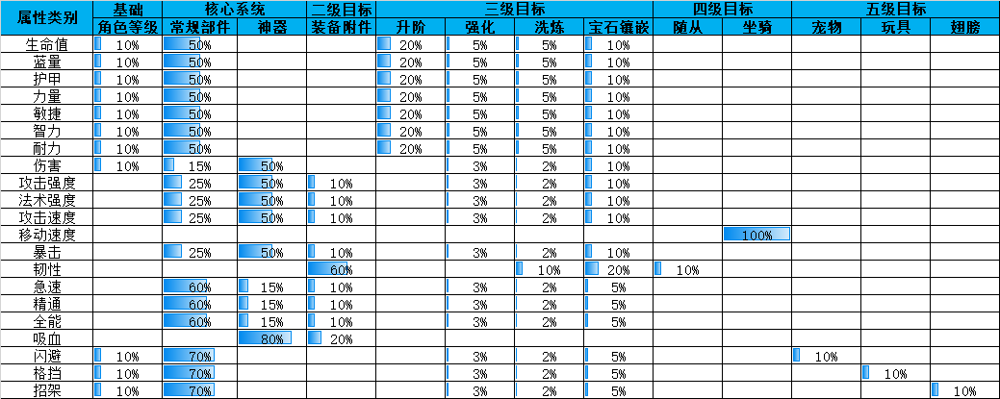 属性类别 基础 核心系统 二级目标 三级目标 四级目标 五级目标
角色等级 常规部件 神器 装备附件 升阶 强化 洗炼 宝石镶嵌 随从 坐骑 宠物 玩具 翅膀
生命值 10% 50% 20% 5% 5% 10%
蓝量 10% 50% 20% 5% 5% 10%
护甲 10% 50% 20% 5% 5% 10%
力量 10% 50% 20% 5% 5% 10%
敏捷 10% 50% 20% 5% 5% 10%
智力 10% 50% 20% 5% 5% 10%
耐力 10% 50% 20% 5% 5% 10%
伤害 10% 15% 50% 3% 2% 10%
攻击强度 25% 50% 10% 3% 2% 10%
法术强度 25% 50% 10% 3% 2% 10%
攻击速度 25% 50% 10% 3% 2% 10%
移动速度 100%
暴击 25% 50% 10% 3% 2% 10%
韧性 60% 10% 20% 10%
急速 60% 15% 10% 3% 2% 5%
精通 60% 15% 10% 3% 2% 5%
全能 60% 15% 10% 3% 2% 5%
吸血 80% 20%
闪避 10% 70% 3% 2% 5% 10%
格挡 10% 70% 3% 2% 5% 10%
招架 10% 70% 3% 2% 5% 10%